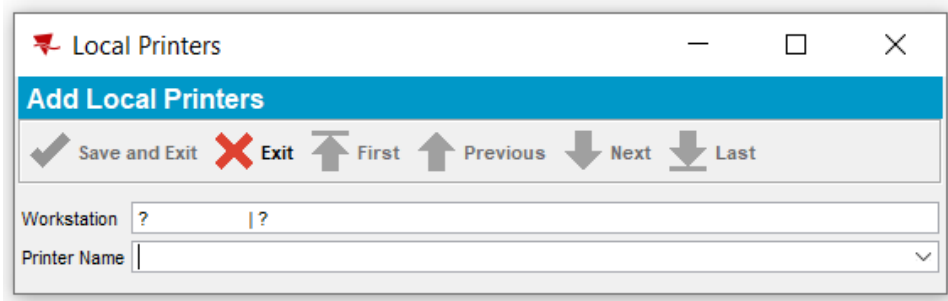 Local Printers
Add Local Printers
Save and Exit Exit First Previous Next Last
Workstation ? | ?
Printer Name